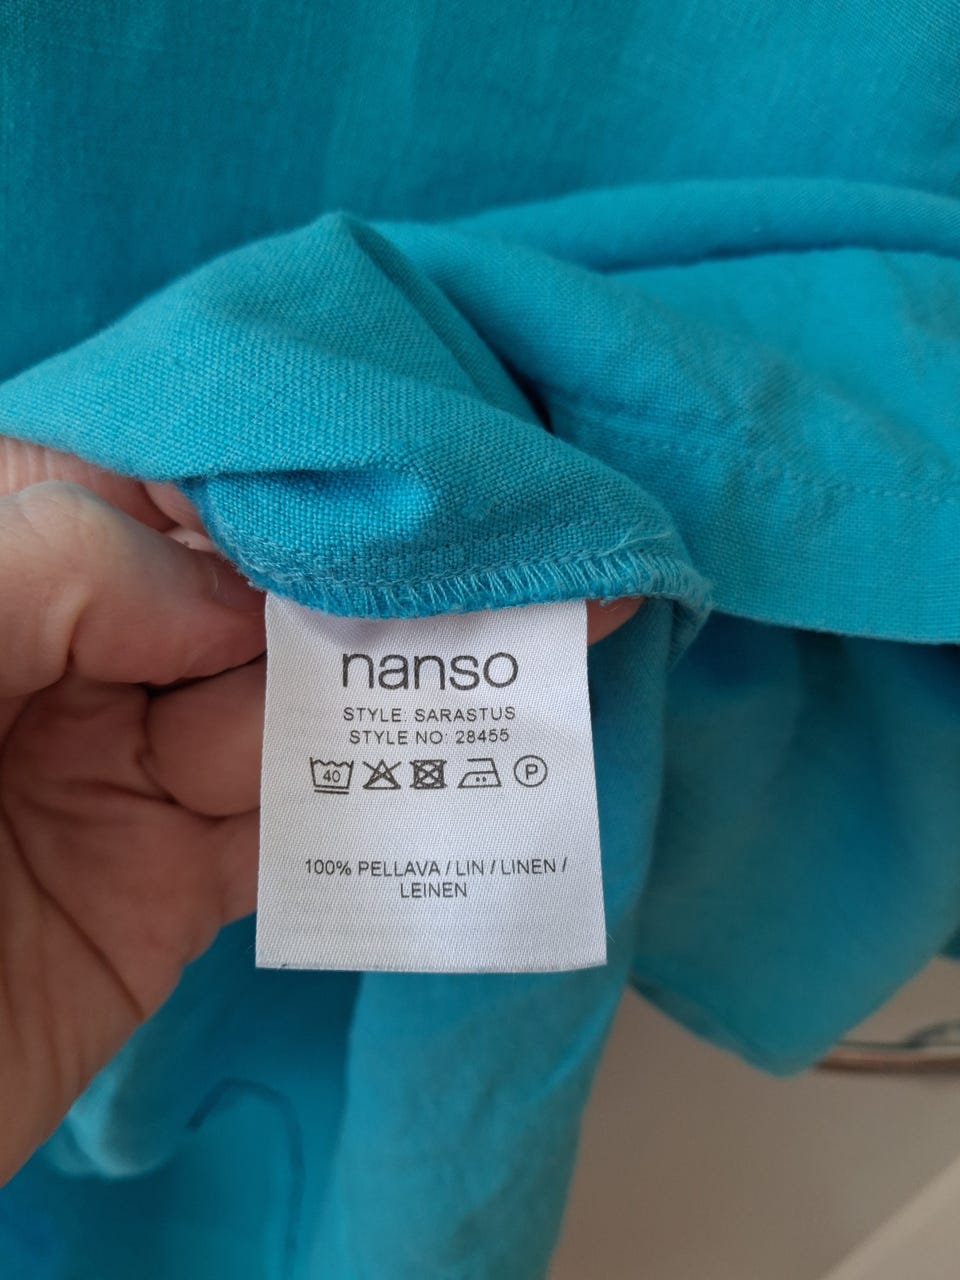 nanso
STYLE: SARASTUS
STYLE NO: 28455
40 P
100% PELLAVA / LIN / LINEN /
LEINEN